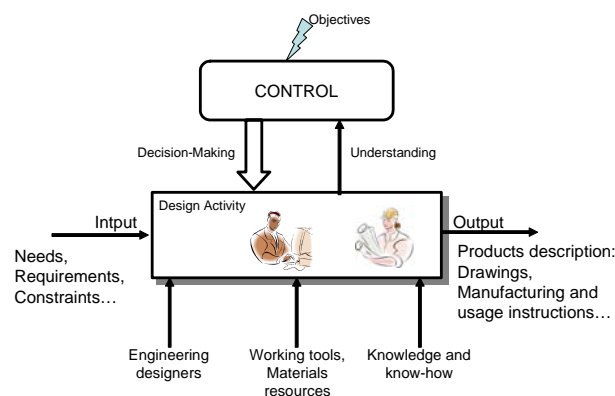 Objectives
CONTROL
Decision-Making
Understanding
Design Activity
Intput
Needs,
Requirements,
Constraints…
Output
Products description:
Drawings,
Manufacturing and
usage instructions…
Engineering
designers
Working tools,
Materials
resources
Knowledge and
know-how